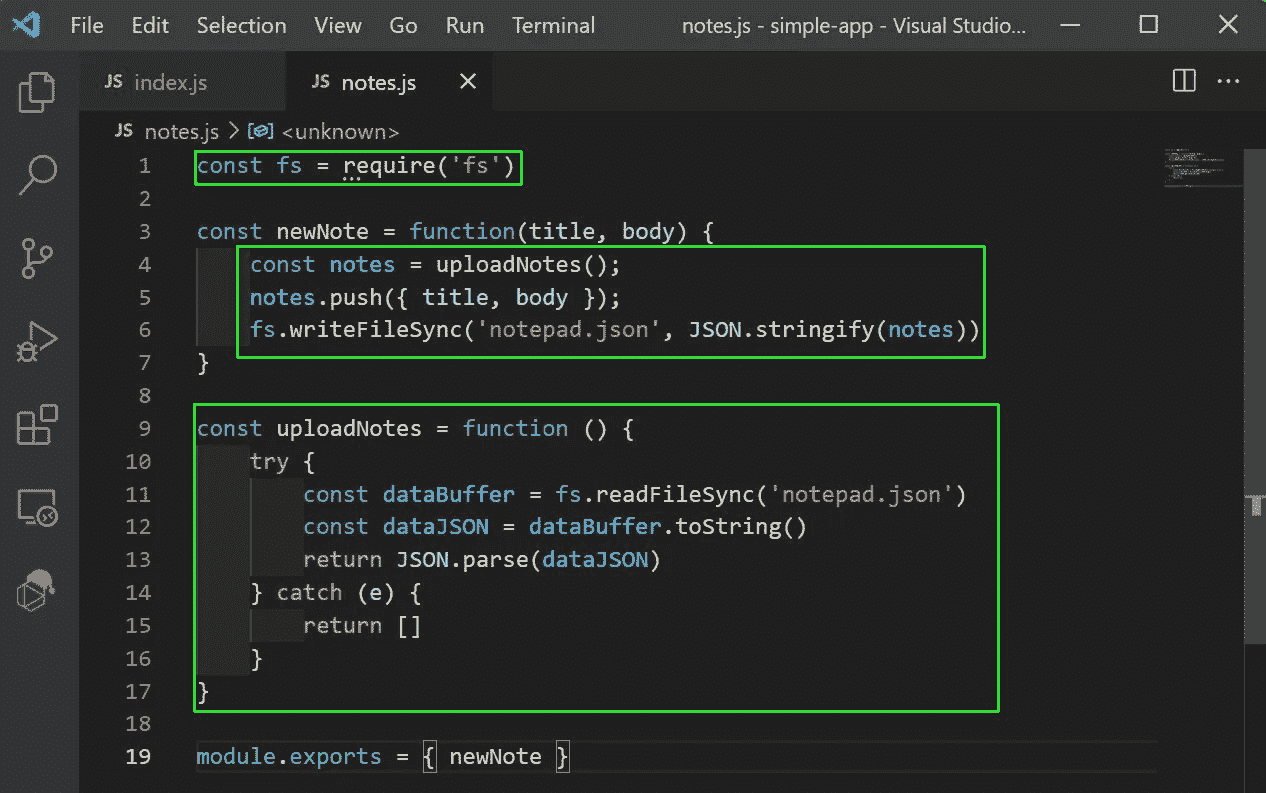 File Edit Selection View Go Run Terminal notes.js - simple-app - Visual Studio...
JS index.js JS notes.js
JS notes.js > <unknown>
1 const fs = require('fs')
2
3 const newNote = function(title, body) {
4 const notes = uploadNotes();
5 notes.push({ title, body });
6 fs.writeFileSync('notepad.json', JSON.stringify(notes))
7 }
8
9 const uploadNotes = function () {
10 try {
11 const dataBuffer = fs.readFileSync('notepad.json')
12 const dataJSON = dataBuffer.toString()
13 return JSON.parse(dataJSON)
14 } catch (e) {
15 return []
16 }
17 }
18
19 module.exports = { newNote }